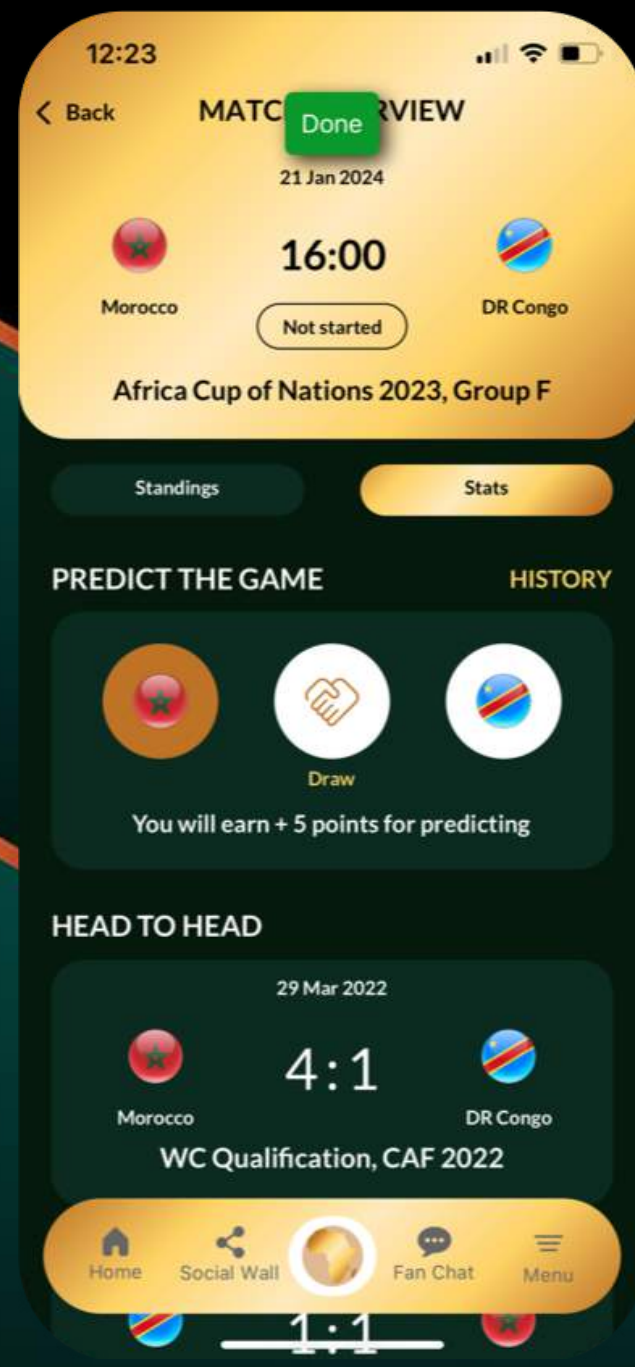 12:23
Back
MATC
RVIEW
Done
21 Jan 2024
16:00
Morocco
DR Congo
Not started
Africa Cup of Nations 2023, Group F
Standings
Stats
PREDICT THE GAME
HISTORY
Draw
You will earn + 5 points for predicting
HEAD TO HEAD
29 Mar 2022
4:1
Morocco
DR Congo
WC Qualification, CAF 2022
Home
Social Wall
Fan Chat
Menu
1:1